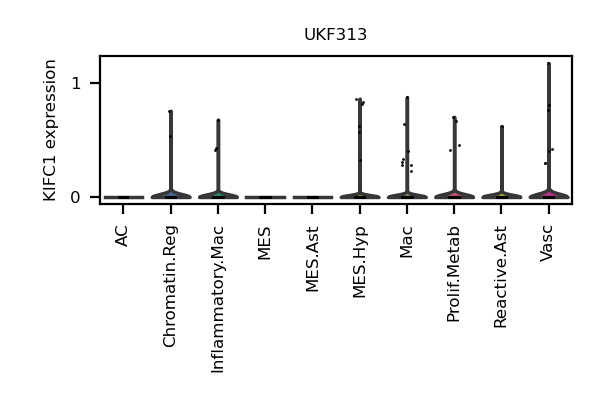 UKF313
KIFC1 expression
1
0
AC
Chromatin.Reg
Inflammatory.Mac
MES
MES.Ast
MES.Hyp
Mac
Prolif.Metab
Reactive.Ast
Vasc